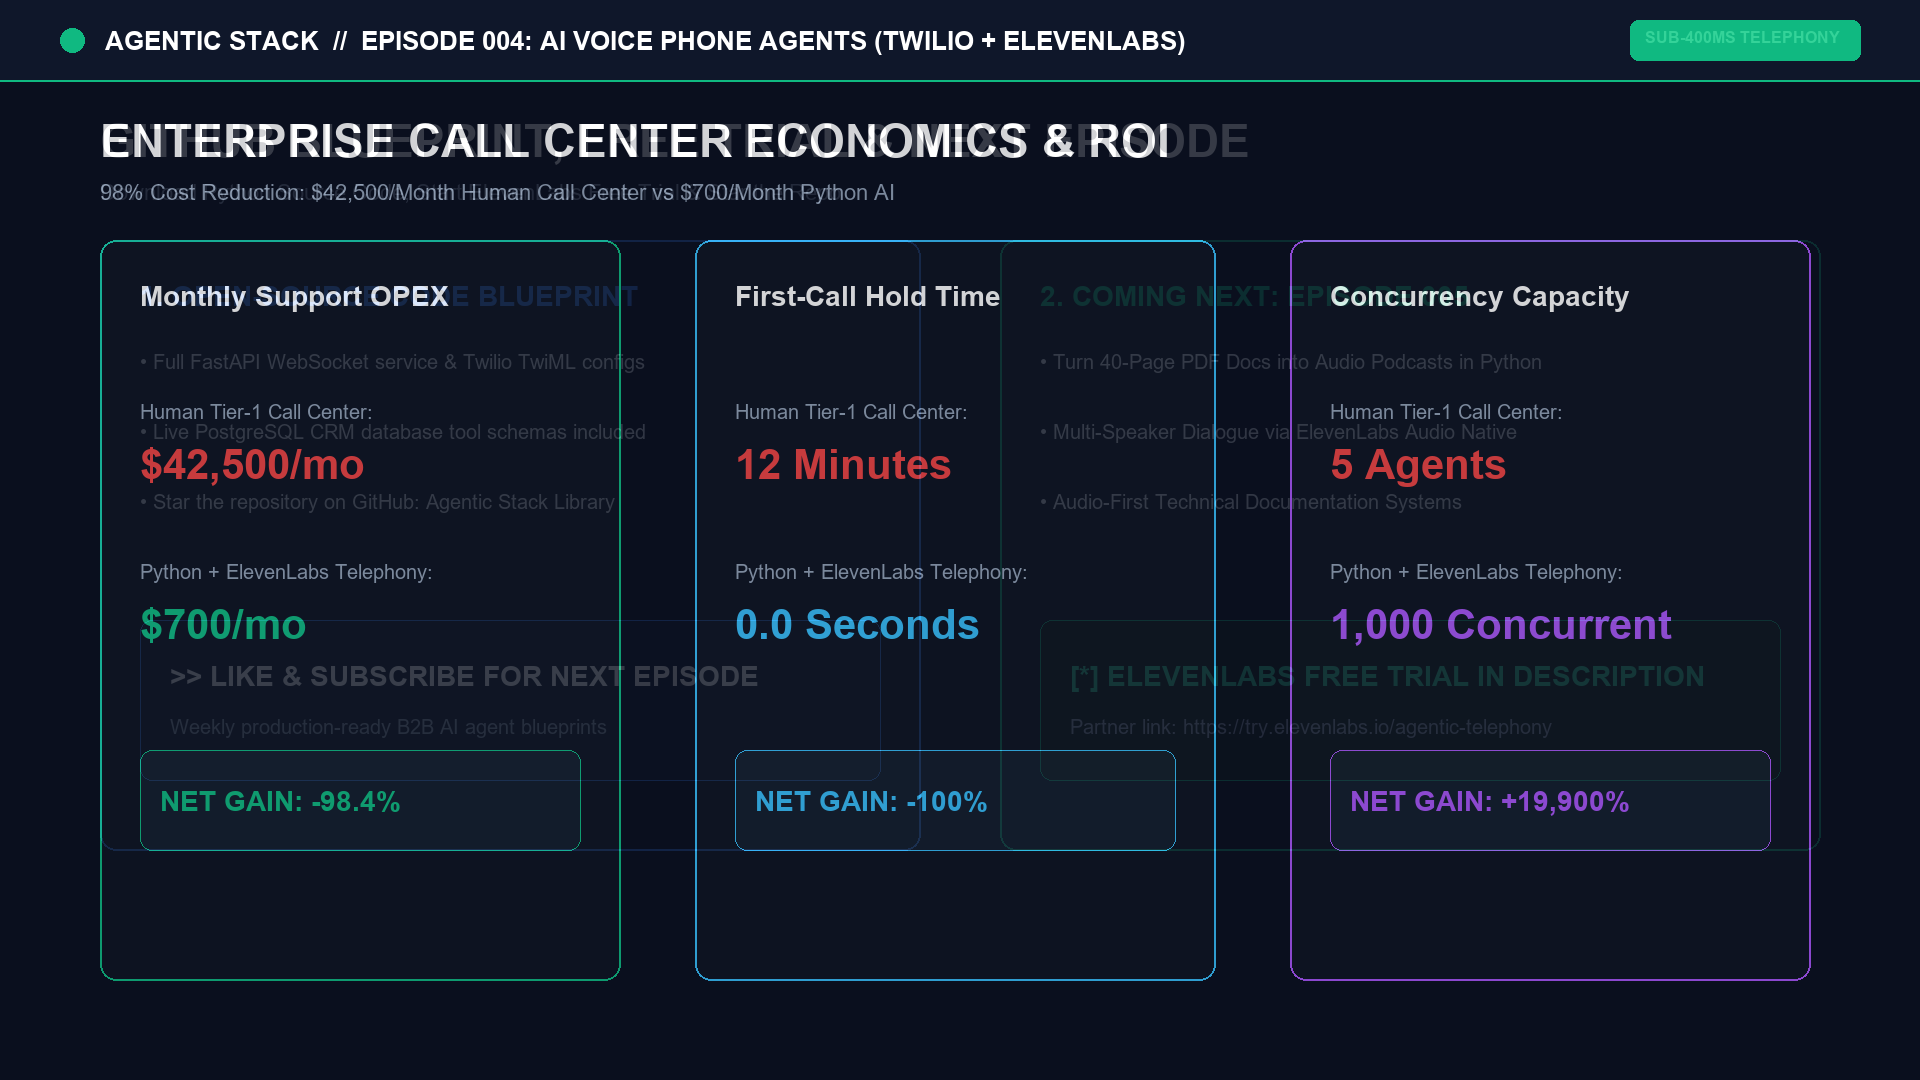 AGENTIC STACK // EPISODE 004: AI VOICE PHONE AGENTS (TWILIO + ELEVENLABS)
SUB-400MS TELEPHONY
ENTERPRISE CALL CENTER ECONOMICS & ROI
98% Cost Reduction: $42,500/Month Human Call Center vs $700/Month Python AI
Monthly Support OPEX
Human Tier-1 Call Center:
$42,500/mo
Python + ElevenLabs Telephony:
$700/mo
NET GAIN: -98.4%
First-Call Hold Time
Human Tier-1 Call Center:
12 Minutes
Python + ElevenLabs Telephony:
0.0 Seconds
NET GAIN: -100%
Concurrency Capacity
Human Tier-1 Call Center:
5 Agents
Python + ElevenLabs Telephony:
1,000 Concurrent
NET GAIN: +19,900%
BLUEPRINT
• Full FastAPI WebSocket service & Twilio TwiML configs
• Live PostgreSQL CRM database tool schemas included
• Star the repository on GitHub: Agentic Stack Library
>> LIKE & SUBSCRIBE FOR NEXT EPISODE
Weekly production-ready B2B AI agent blueprints
2. COMING NEXT:
• Turn 40-Page PDF Docs into Audio Podcasts in Python
• Multi-Speaker Dialogue via ElevenLabs Audio Native
• Audio-First Technical Documentation Systems
[*] ELEVENLABS FREE TRIAL IN DESCRIPTION
Partner link: https://try.elevenlabs.io/agentic-telephony